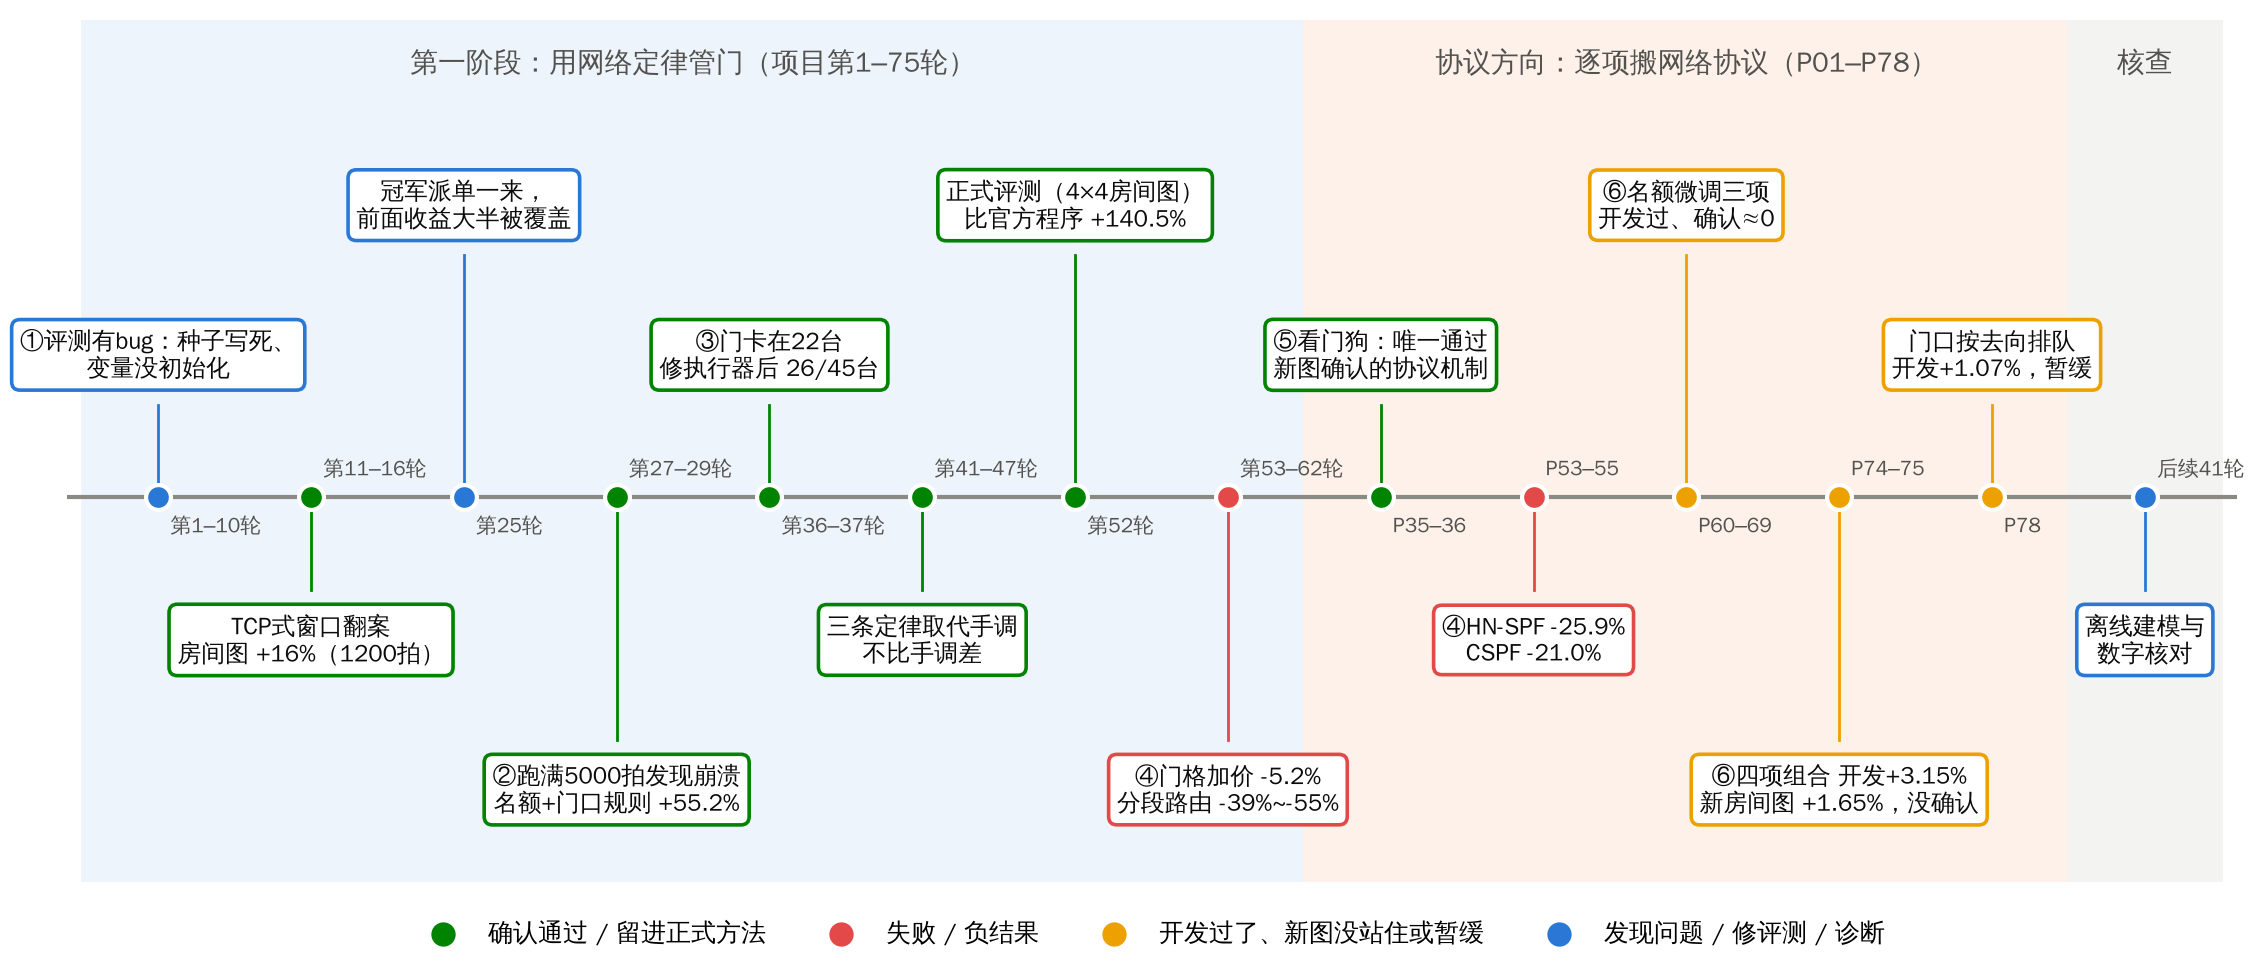 第一阶段：用网络定律管门（项目第1–75轮）
协议方向：逐项搬网络协议（P01–P78）
核查
冠军派单一来，
前面收益大半被覆盖
正式评测（4×4房间图）
比官方程序 +140.5%
⑥名额微调三项
开发过、确认≈0
①评测有bug：种子写死、
变量没初始化
③门卡在22台
修执行器后 26/45台
⑤看门狗：唯一通过
新图确认的协议机制
门口按去向排队
开发+1.07%，暂缓
第11–16轮
第27–29轮
第41–47轮
第53–62轮
P53–55
P74–75
后续41轮
第1–10轮
第25轮
第36–37轮
第52轮
P35–36
P60–69
P78
TCP式窗口翻案
房间图 +16%（1200拍）
三条定律取代手调
不比手调差
④HN-SPF -25.9%
CSPF -21.0%
离线建模与
数字核对
②跑满5000拍发现崩溃
名额+门口规则 +55.2%
④门格加价 -5.2%
分段路由 -39%~-55%
⑥四项组合 开发+3.15%
新房间图 +1.65%，没确认
确认通过 / 留进正式方法
失败 / 负结果
开发过了、新图没站住或暂缓
发现问题 / 修评测 / 诊断